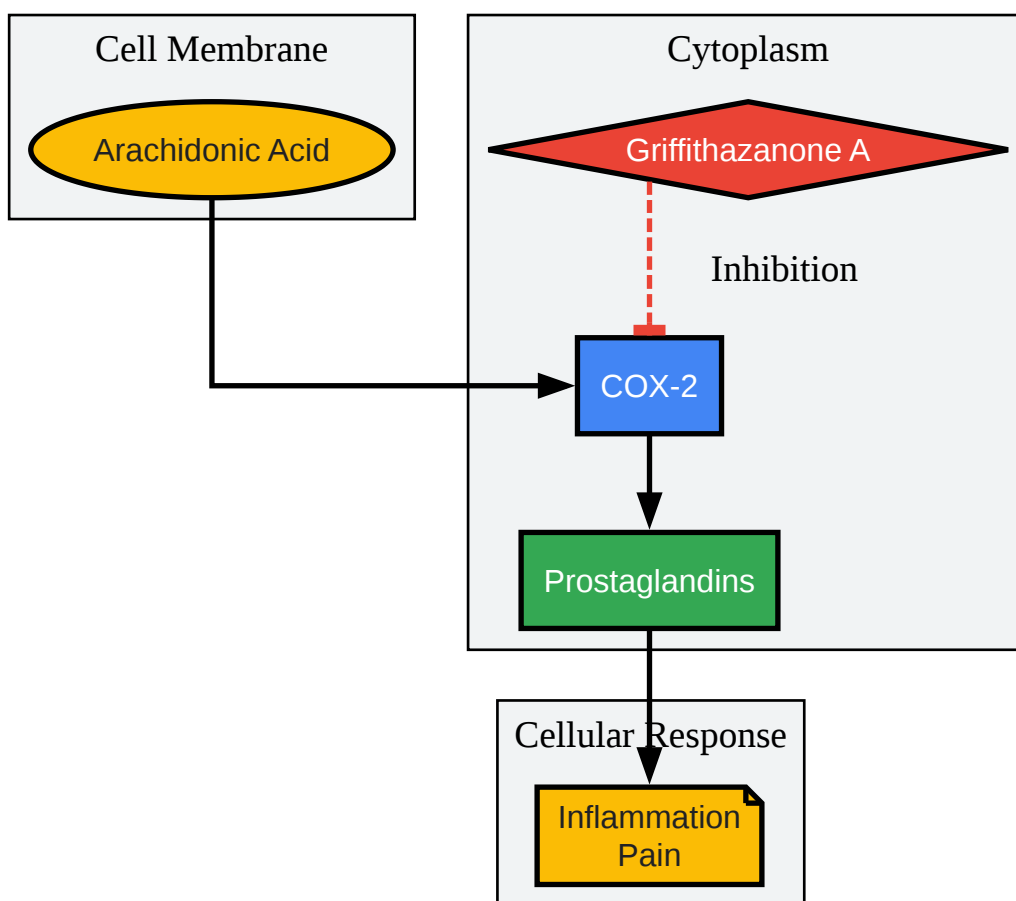 Cell Membrane
Arachidonic Acid
Cytoplasm
Griffithazanone A
Inhibition
COX-2
Prostaglandins
Cellular Response
Inflammation
Pain